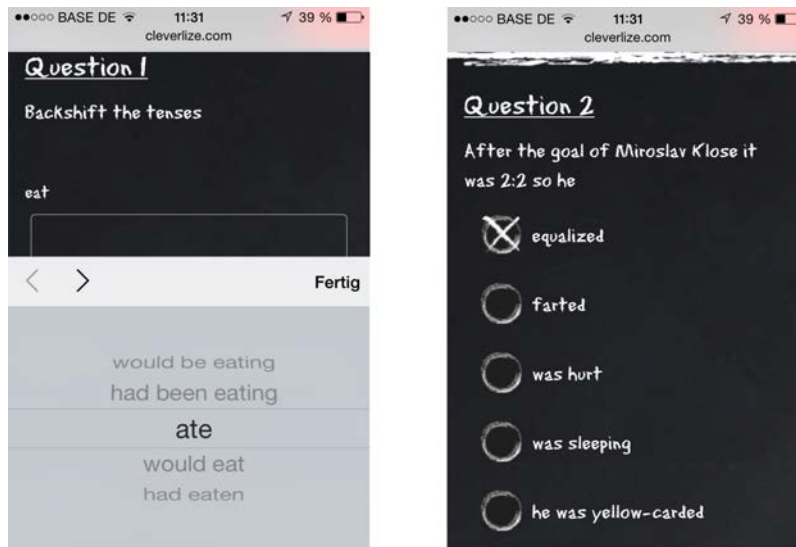 BASE DE 11:31 39 %
cleverlize.com
Question 1
Backshift the tenses
eat
Fertig
would be eating
had been eating
ate
would eat
had eaten
BASE DE 11:31 39 %
cleverlize.com
Question 2
After the goal of Miroslav Klose it
was 2:2 so he
equalized
farted
was hurt
was sleeping
he was yellow-carded